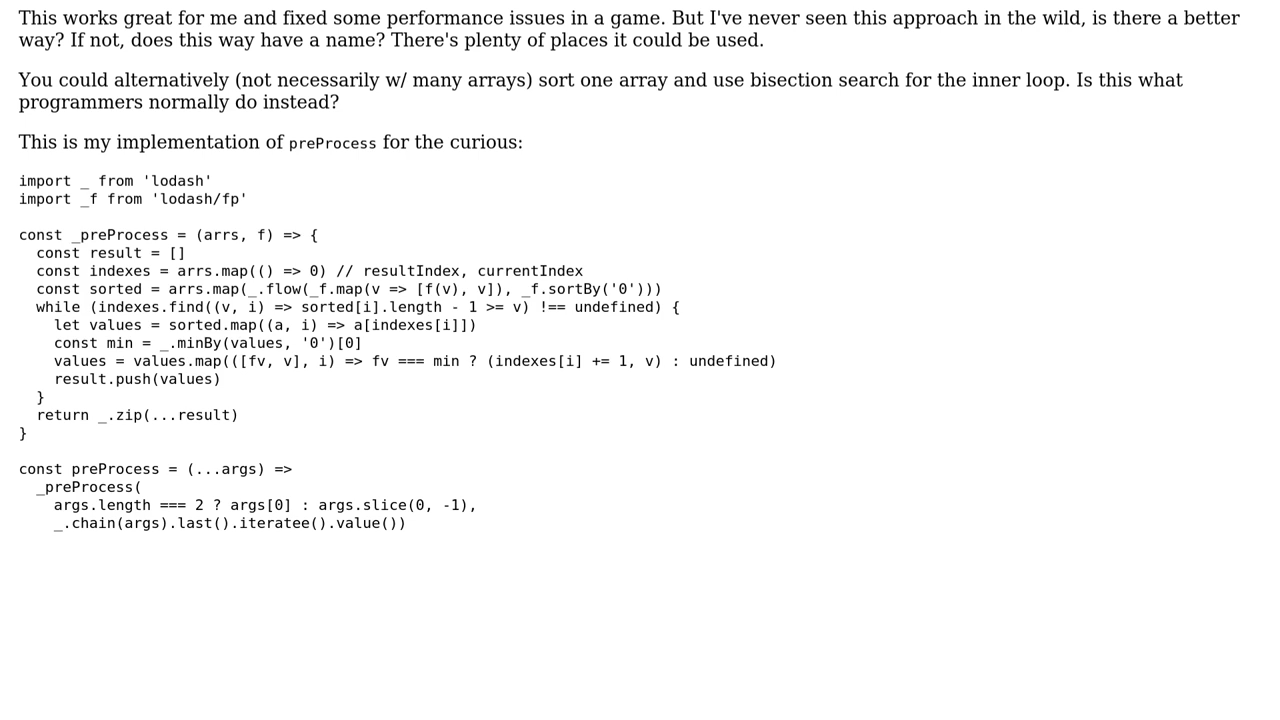 This works great for me and fixed some performance issues in a game. But I've never seen this approach in the wild, is there a better
way? If not, does this way have a name? There's plenty of places it could be used.
You could alternatively (not necessarily w/ many arrays) sort one array and use bisection search for the inner loop. Is this what
programmers normally do instead?
This is my implementation of preProcess for the curious:
import _ from 'lodash'
import _f from 'lodash/fp'
const _preProcess = (arrs, f) => {
  const result = []
  const indexes = arrs.map(() => 0) // resultIndex, currentIndex
  const sorted = arrs.map(_.flow(_f.map(v => [f(v), v]), _f.sortBy('0')))
  while (indexes.find((v, i) => sorted[i].length - 1 >= v) !== undefined) {
    let values = sorted.map((a, i) => a[indexes[i]])
    const min = _.minBy(values, '0')[0]
    values = values.map(([fv, v], i) => fv === min ? (indexes[i] += 1, v) : undefined)
    result.push(values)
  }
  return _.zip(...result)
}
const preProcess = (...args) =>
  _preProcess(
    args.length === 2 ? args[0] : args.slice(0, -1),
    _.chain(args).last().iteratee().value())